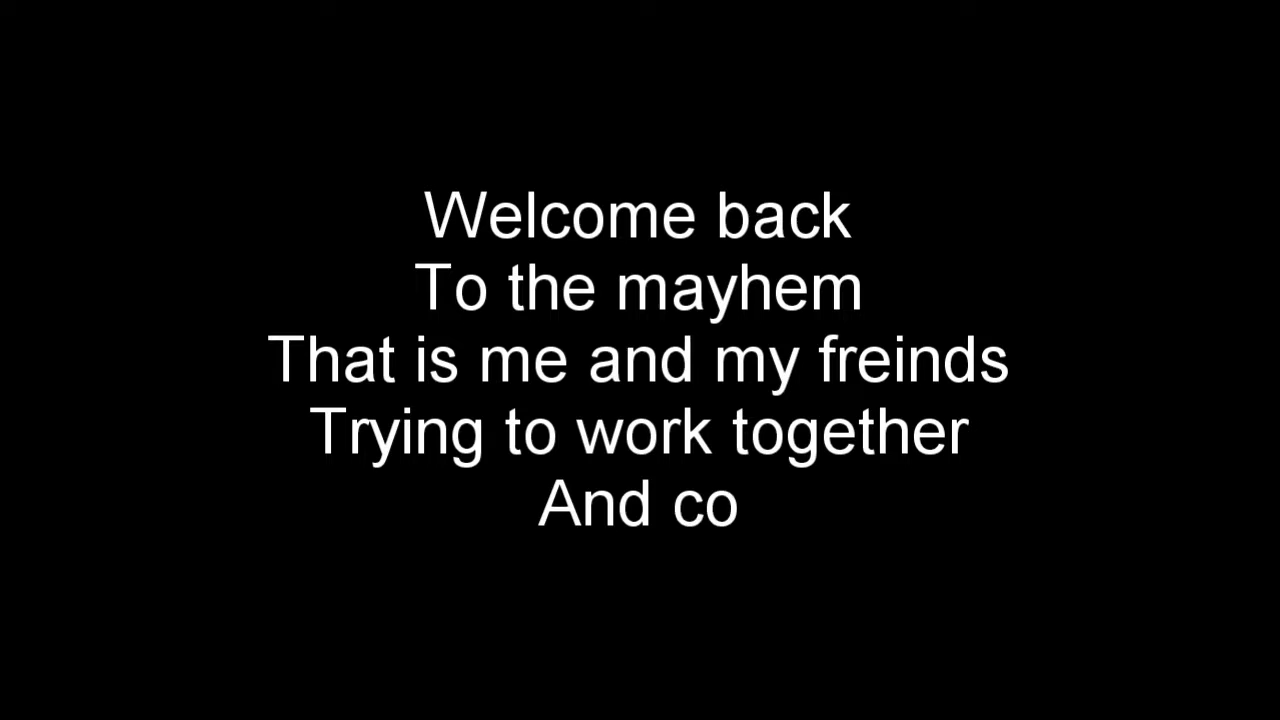 Welcome back
To the mayhem
That is me and my freinds
Trying to work together
And co